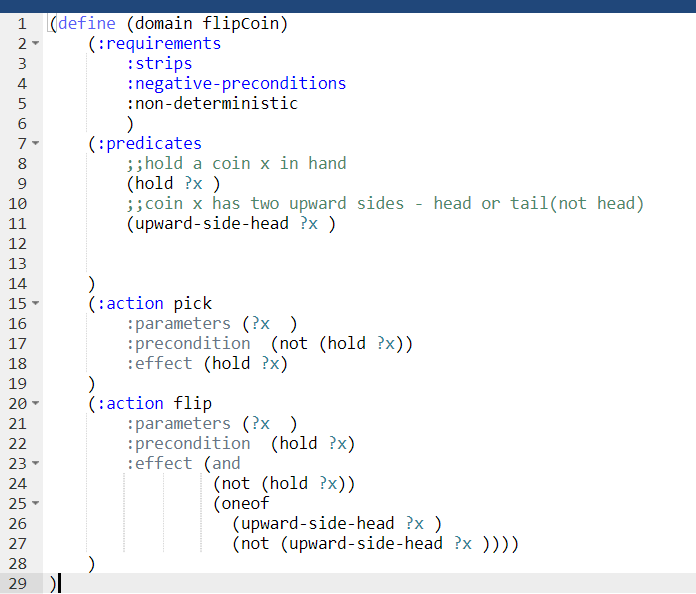 1 (define (domain flipCoin)
2 (:requirements
3 :strips
4 :negative-preconditions
5 :non-deterministic
6 )
7 (:predicates
8 ;;hold a coin x in hand
9 (hold ?x )
10 ;;coin x has two upward sides - head or tail(not head)
11 (upward-side-head ?x )
12
13
14 )
15 (:action pick
16 :parameters (?x  )
17 :precondition  (not (hold ?x))
18 :effect (hold ?x)
19 )
20 (:action flip
21 :parameters (?x  )
22 :precondition  (hold ?x)
23 :effect (and
24 (not (hold ?x))
25 (oneof
26 (upward-side-head ?x )
27 (not (upward-side-head ?x ))))
28 )
29 )